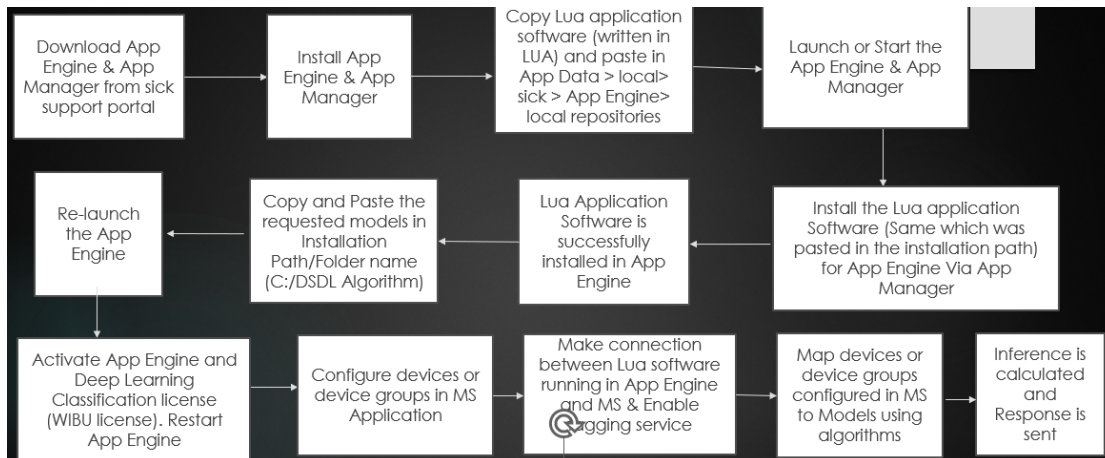 Download App
Engine & App
Manager from sick
support portal
Install App
Engine & App
Manager
Copy Lua application
software (written in
LUA) and paste in
App Data > local>
sick > App Engine>
local repositories
Launch or Start the
App Engine & App
Manager
Re-launch
the App
Engine
Copy and Paste the
requested models in
Installation
Path/Folder name
(C:/DSDL Algorithm)
Lua Application
Software is
successfully
installed in App
Engine
Install the Lua application
Software (Same which was
pasted in the installation path)
for App Engine Via App
Manager
Activate App Engine and
Deep Learning
Classification license
(WIBU license). Restart
App Engine
Configure devices or
device groups in MS
Application
Make connection
between Lua software
running in App Engine
and MS & Enable
service
Map devices or
device groups
configured in MS
to Models using
algorithms
Inference is
calculated
and
Response is
sent